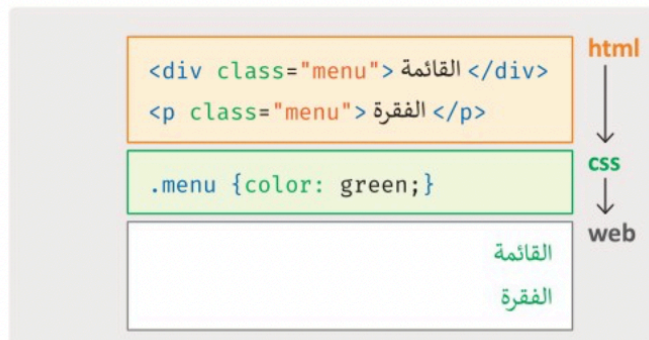 html
<div class="menu"> القائمة </div>
<p class="menu"> الفقرة </p>
css
.menu {color: green;}
web
القائمة
الفقرة